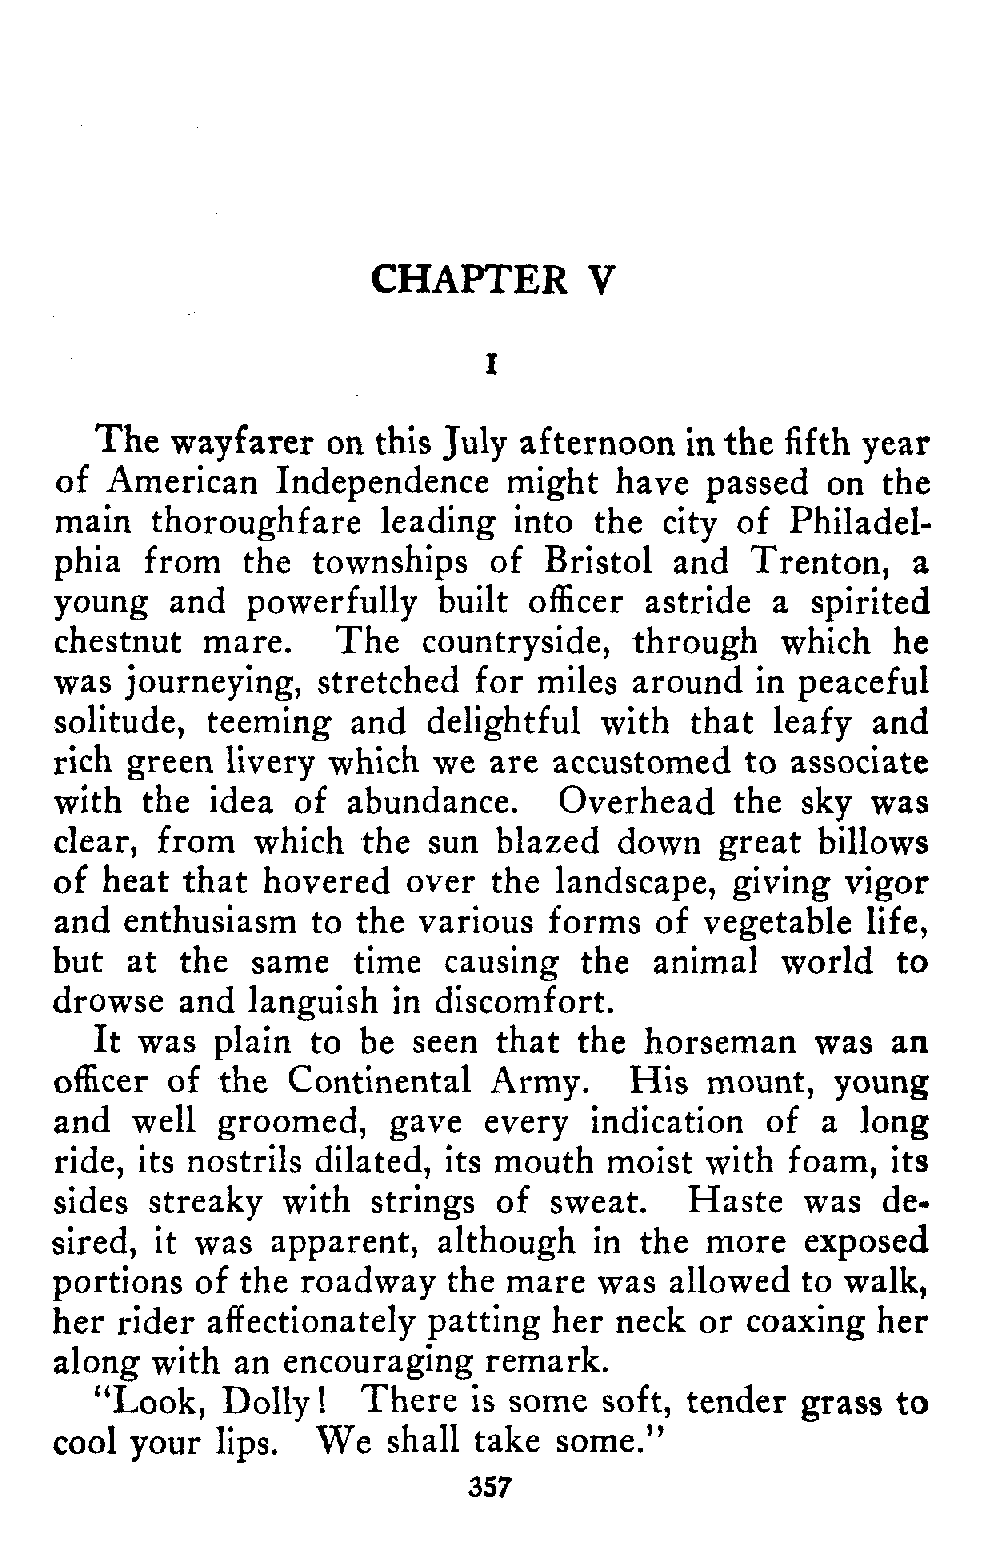 CHAPTER V
I
The wayfarer on this July afternoon in the fifth year
of American Independence might have passed on the
main thoroughfare leading into the city of Philadel-
phia from the townships of Bristol and Trenton, a
young and powerfully built officer astride a spirited
chestnut mare. The countryside, through which he
was journeying, stretched for miles around in peaceful
solitude, teeming and delightful with that leafy and
rich green livery which we are accustomed to associate
with the idea of abundance. Overhead the sky was
clear, from which the sun blazed down great billows
of heat that hovered over the landscape, giving vigor
and enthusiasm to the various forms of vegetable life,
but at the same time causing the animal world to
drowse and languish in discomfort.
It was plain to be seen that the horseman was an
officer of the Continental Army. His mount, young
and well groomed, gave every indication of a long
ride, its nostrils dilated, its mouth moist with foam, its
sides streaky with strings of sweat. Haste was de-
sired, it was apparent, although in the more exposed
portions of the roadway the mare was allowed to walk,
her rider affectionately patting her neck or coaxing her
along with an encouraging remark.
"Look, Dolly! There is some soft, tender grass to
cool your lips. We shall take some."
357